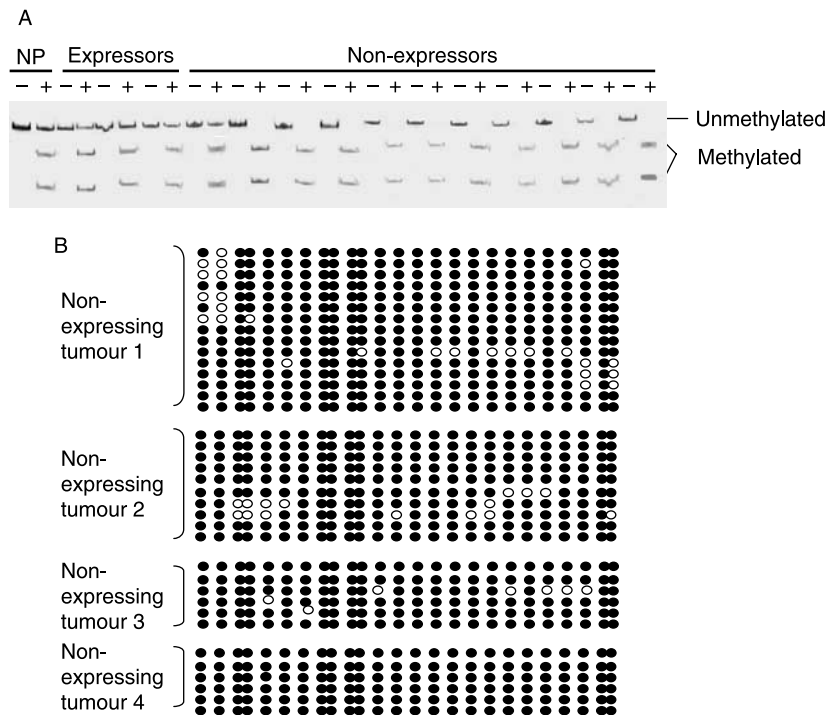 A
NP Expressors Non-expressors
− + − + − + − + − + − + − + − + − + − + − + − + − + − + − +
Unmethylated
Methylated
B
Non-
expressing
tumour 1
Non-
expressing
tumour 2
Non-
expressing
tumour 3
Non-
expressing
tumour 4